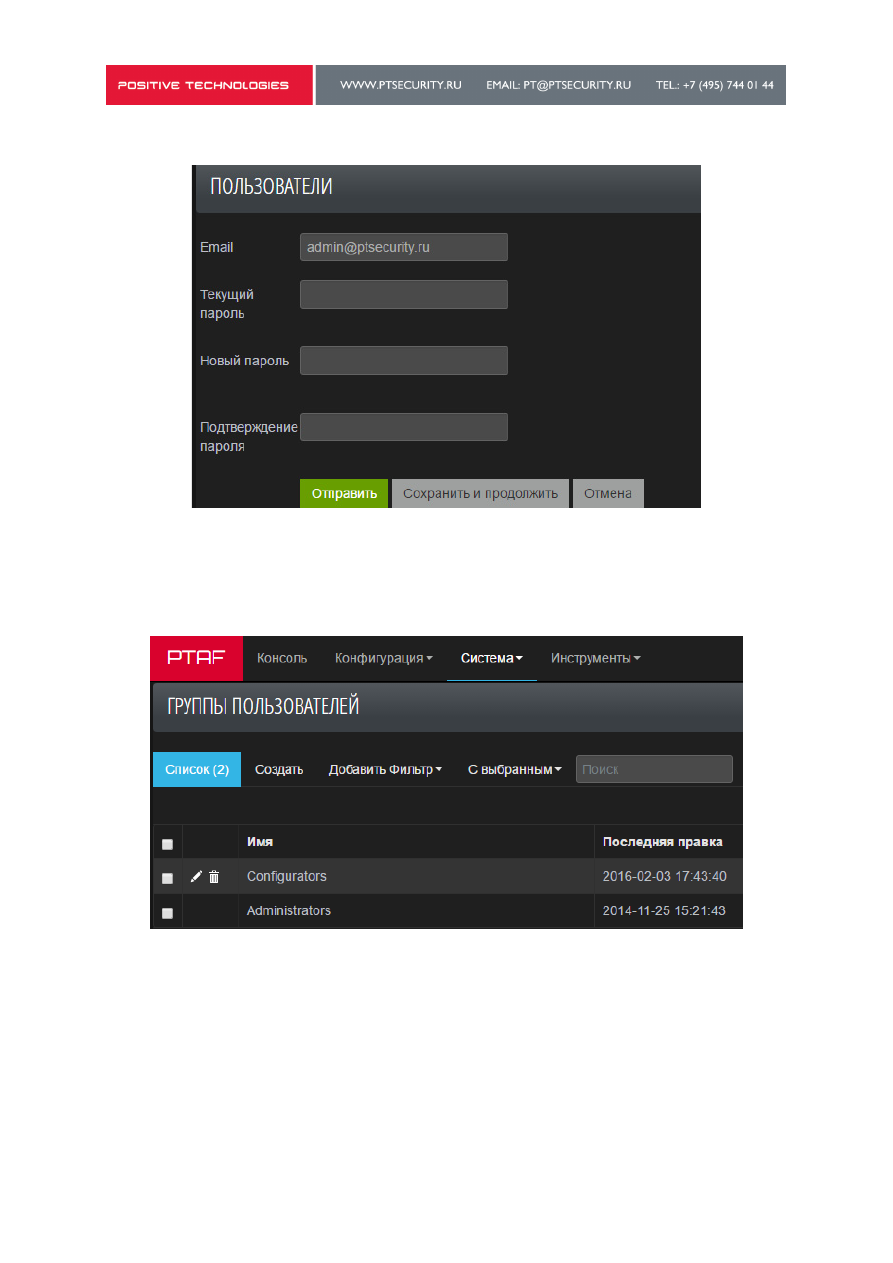 POSITIVE TECHNOLOGIES WWW.PTSECURITY.RU EMAIL: PT@PTSECURITY.RU TEL.: +7 (495) 744 01 44
ПОЛЬЗОВАТЕЛИ
Email admin@ptsecurity.ru
Текущий
пароль
Новый пароль
Подтверждение
пароля
Отправить Сохранить и продолжить Отмена
PTAF Консоль Конфигурация Система Инструменты
ГРУППЫ ПОЛЬЗОВАТЕЛЕЙ
Список (2) Создать Добавить Фильтр С выбранным Поиск
Имя Последняя правка
Configurators 2016-02-03 17:43:40
Administrators 2014-11-25 15:21:43